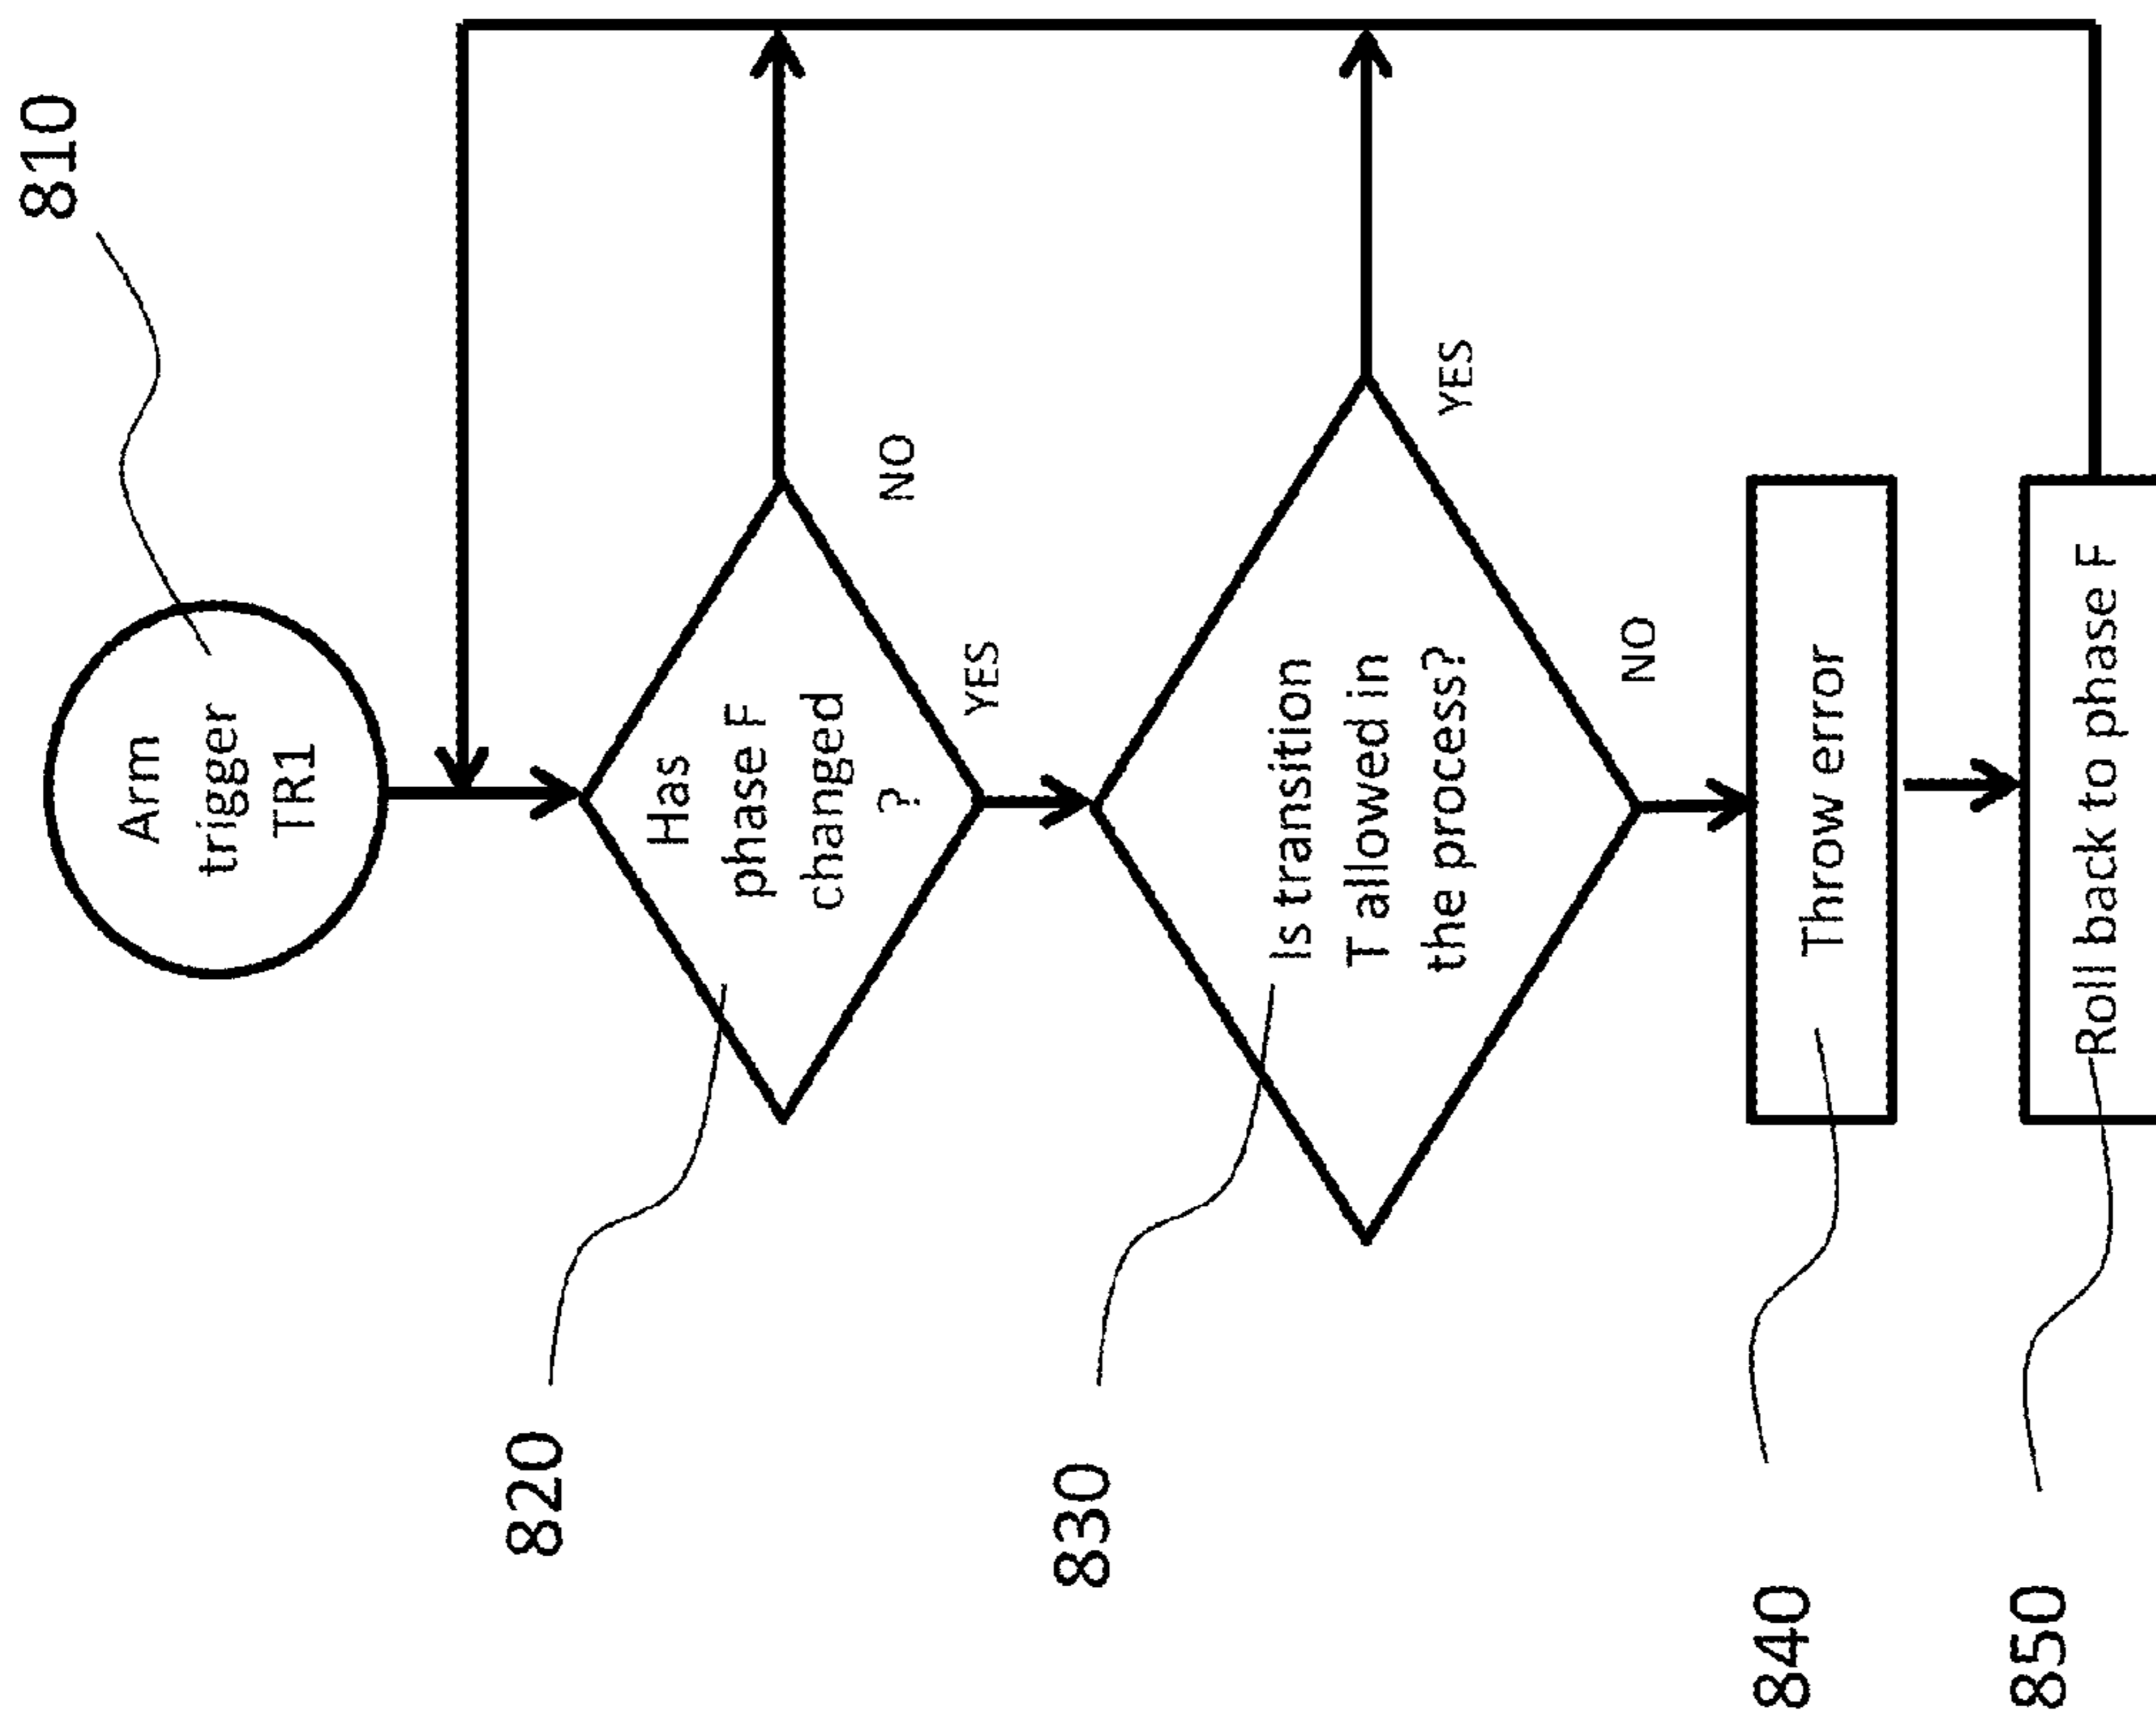 810
Arm
trigger
TR1
820
Has
phase F
changed
?
NO
YES
830
Is transition
T allowed in
the process?
YES
NO
840
Throw error
850
Roll back to phase F